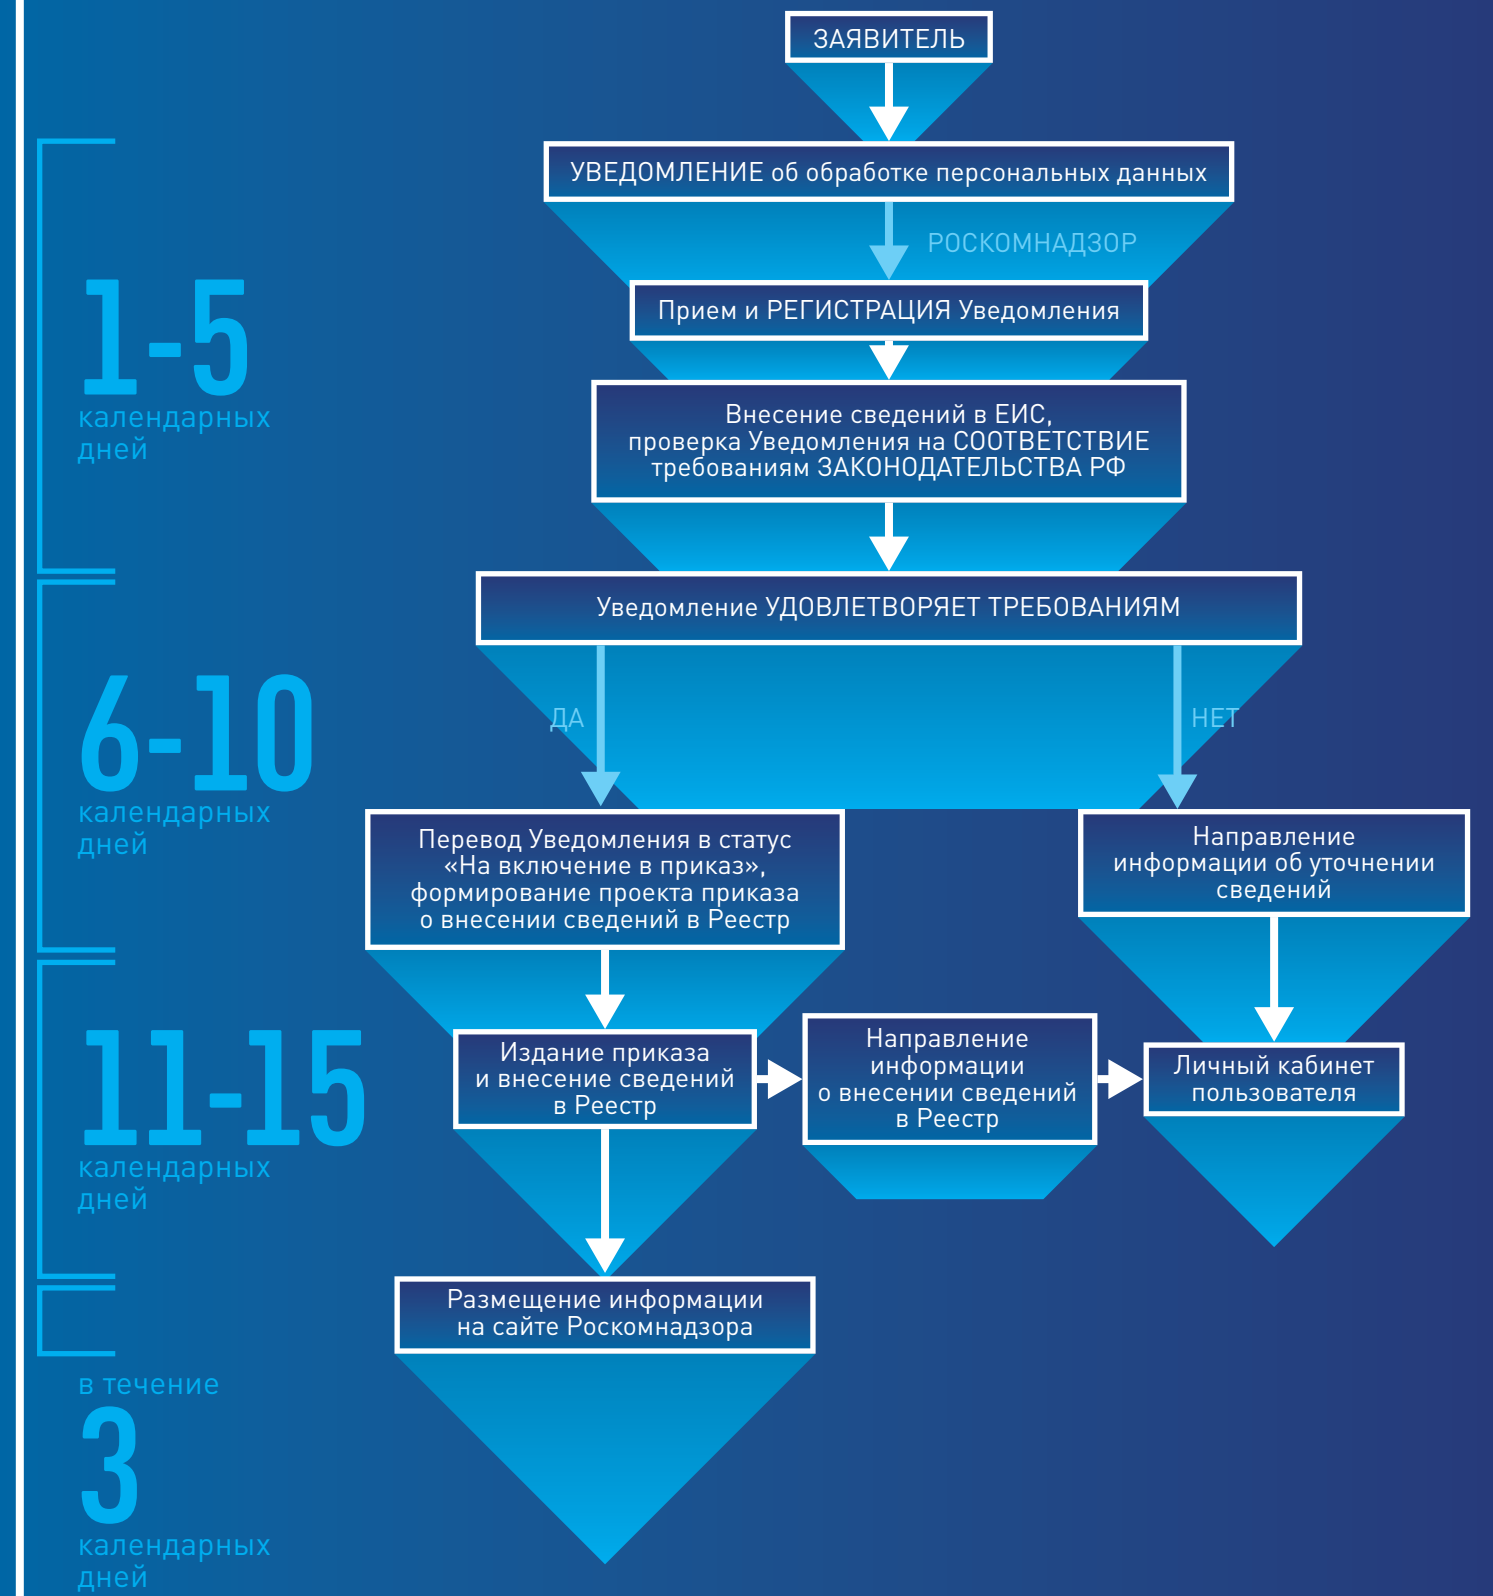 ЗАЯВИТЕЛЬ
УВЕДОМЛЕНИЕ об обработке персональных данных
РОСКОМНАДЗОР
Прием и РЕГИСТРАЦИЯ Уведомления
1-5
календарных
дней
Внесение сведений в ЕИС,
проверка Уведомления на СООТВЕТСТВИЕ
требованиям ЗАКОНОДАТЕЛЬСТВА РФ
Уведомление УДОВЛЕТВОРЯЕТ ТРЕБОВАНИЯМ
6-10
календарных
дней
ДА
НЕТ
Перевод Уведомления в статус
«На включение в приказ»,
формирование проекта приказа
о внесении сведений в Реестр
Направление
информации об уточнении
сведений
11-15
календарных
дней
Издание приказа
и внесение сведений
в Реестр
Направление
информации
о внесении сведений
в Реестр
Личный кабинет
пользователя
Размещение информации
на сайте Роскомнадзора
в течение
3
календарных
дней